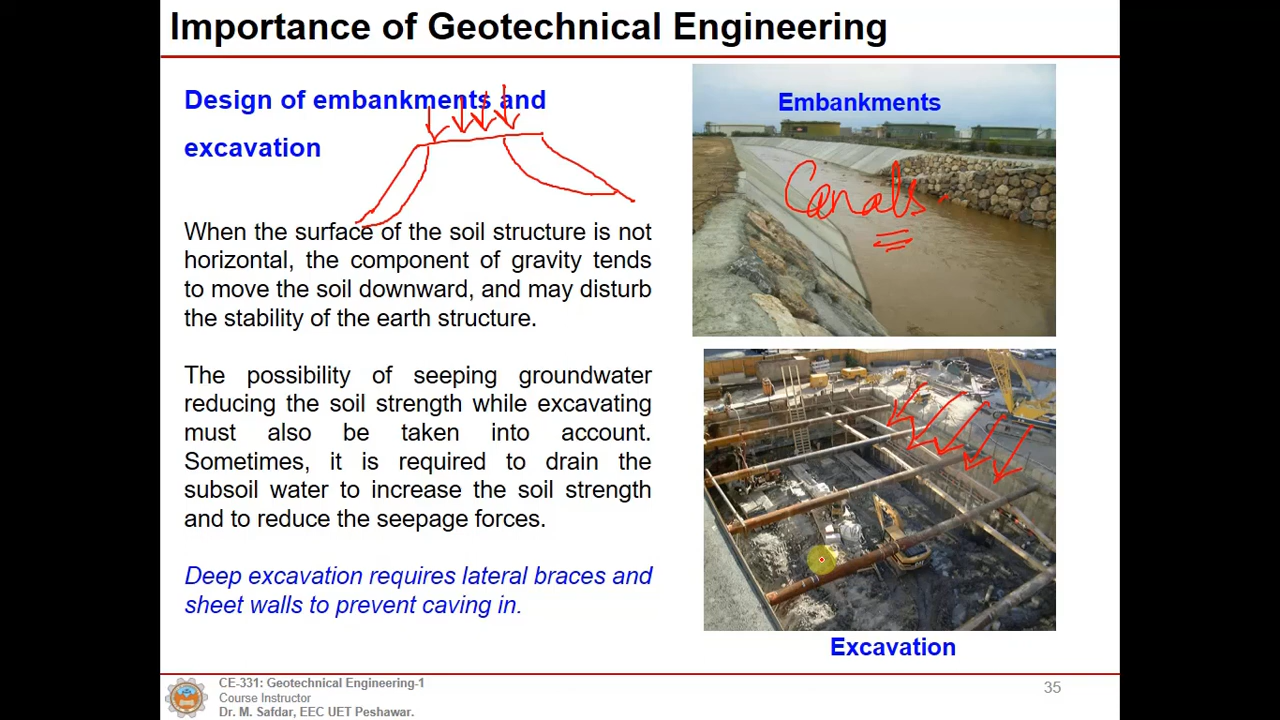 Importance of Geotechnical Engineering
Design of embankments and
excavation
When the surface of the soil structure is not
horizontal, the component of gravity tends
to move the soil downward, and may disturb
the stability of the earth structure.
The possibility of seeping groundwater
reducing the soil strength while excavating
must also be taken into account.
Sometimes, it is required to drain the
subsoil water to increase the soil strength
and to reduce the seepage forces.
Deep excavation requires lateral braces and
sheet walls to prevent caving in.
Embankments
Canals
Excavation
CE-331: Geotechnical Engineering-1
Course Instructor
Dr. M. Safdar, EEC UET Peshawar.
35